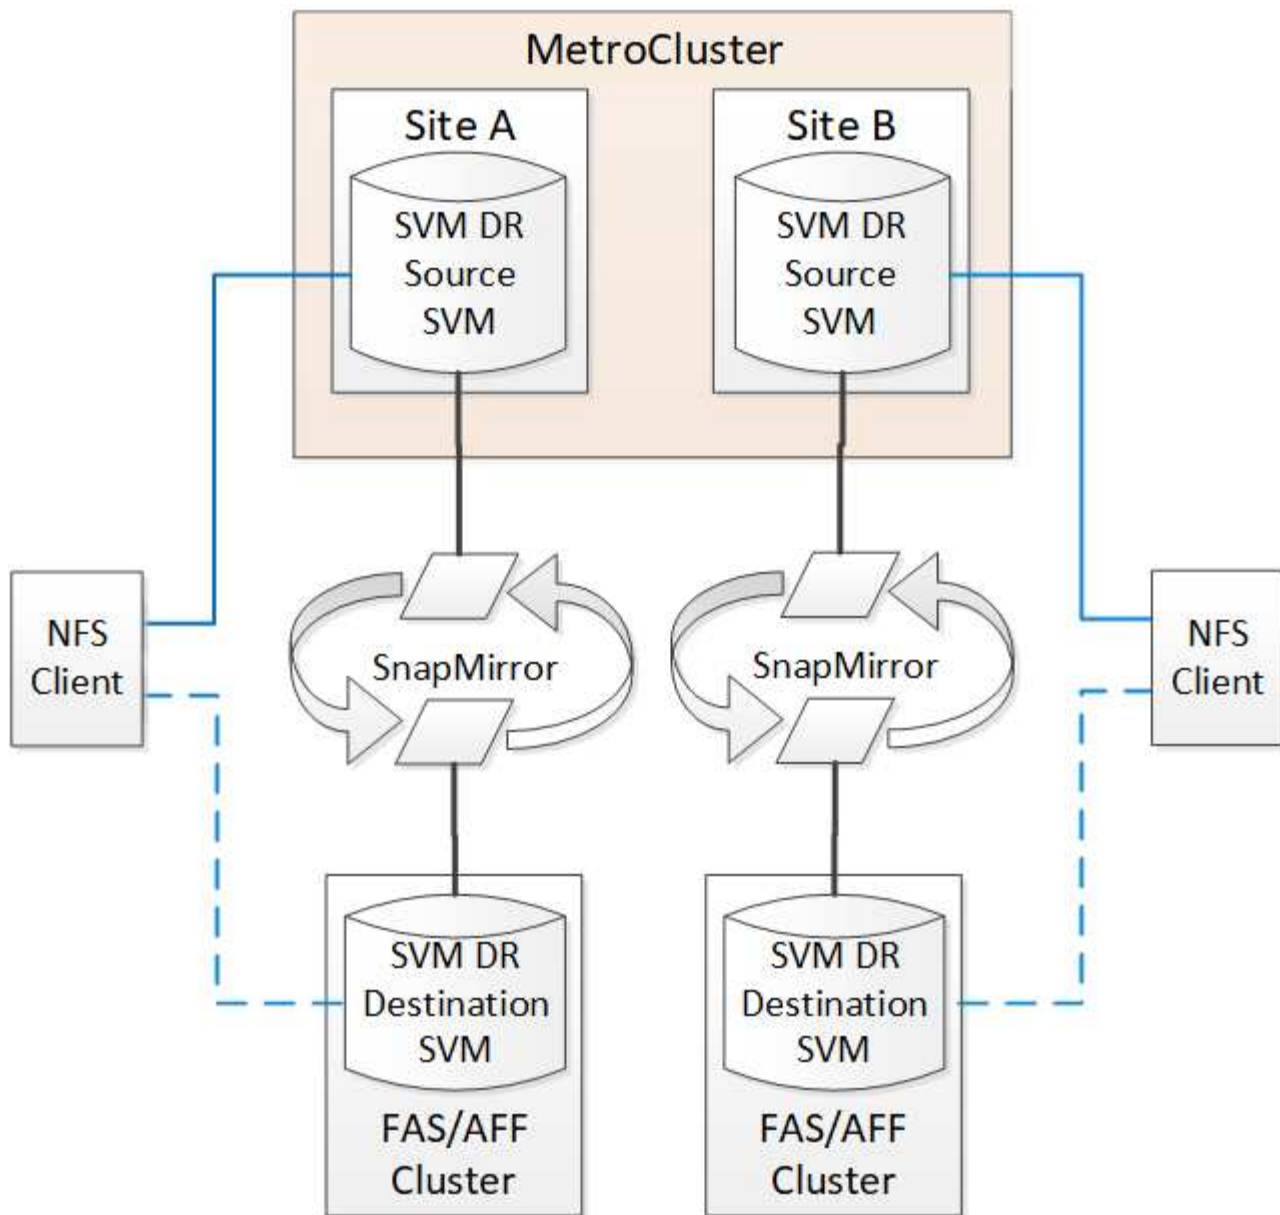 MetroCluster
Site A
SVM DR
Source
SVM
Site B
SVM DR
Source
SVM
NFS
Client
SnapMirror
SnapMirror
NFS
Client
SVM DR
Destination
SVM
FAS/AFF
Cluster
SVM DR
Destination
SVM
FAS/AFF
Cluster